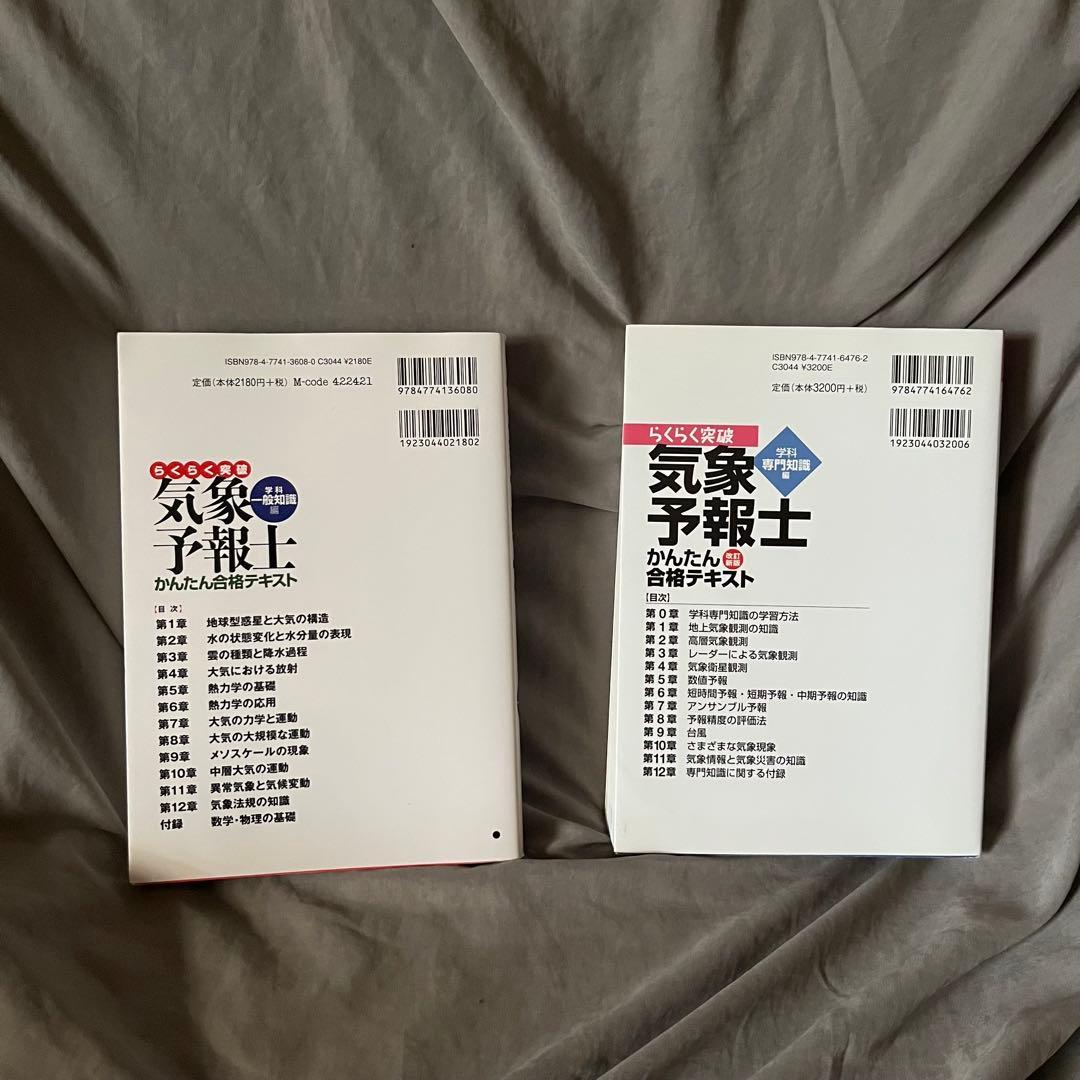 ISBN978-4-7741-3608-0 C3044 ¥2180E
定価(本体2180円+税) M-code 422421
9784774136080
1923044021802
らくらく突破
気象
予報士
学科
一般知識
編
かんたん合格テキスト
【目次】
第1章 地球型惑星と大気の構造
第2章 水の状態変化と水分量の表現
第3章 雲の種類と降水過程
第4章 大気における放射
第5章 熱力学の基礎
第6章 熱力学の応用
第7章 大気の力学と運動
第8章 大気の大規模な運動
第9章 メソスケールの現象
第10章 中層大気の運動
第11章 異常気象と気候変動
第12章 気象法規の知識
付録 数学・物理の基礎
ISBN978-4-7741-6476-2
C3044 ¥3200E
定価(本体3200円+税)
9784774164762
1923044032006
らくらく突破
気象
予報士
学科
専門知識
編
かんたん
改訂
新版
合格テキスト
【目次】
第0章 学科専門知識の学習方法
第1章 地上気象観測の知識
第2章 高層気象観測
第3章 レーダーによる気象観測
第4章 気象衛星観測
第5章 数値予報
第6章 短時間予報・短期予報・中期予報の知識
第7章 アンサンブル予報
第8章 予報精度の評価法
第9章 台風
第10章 さまざまな気象現象
第11章 気象情報と気象災害の知識
第12章 専門知識に関する付録